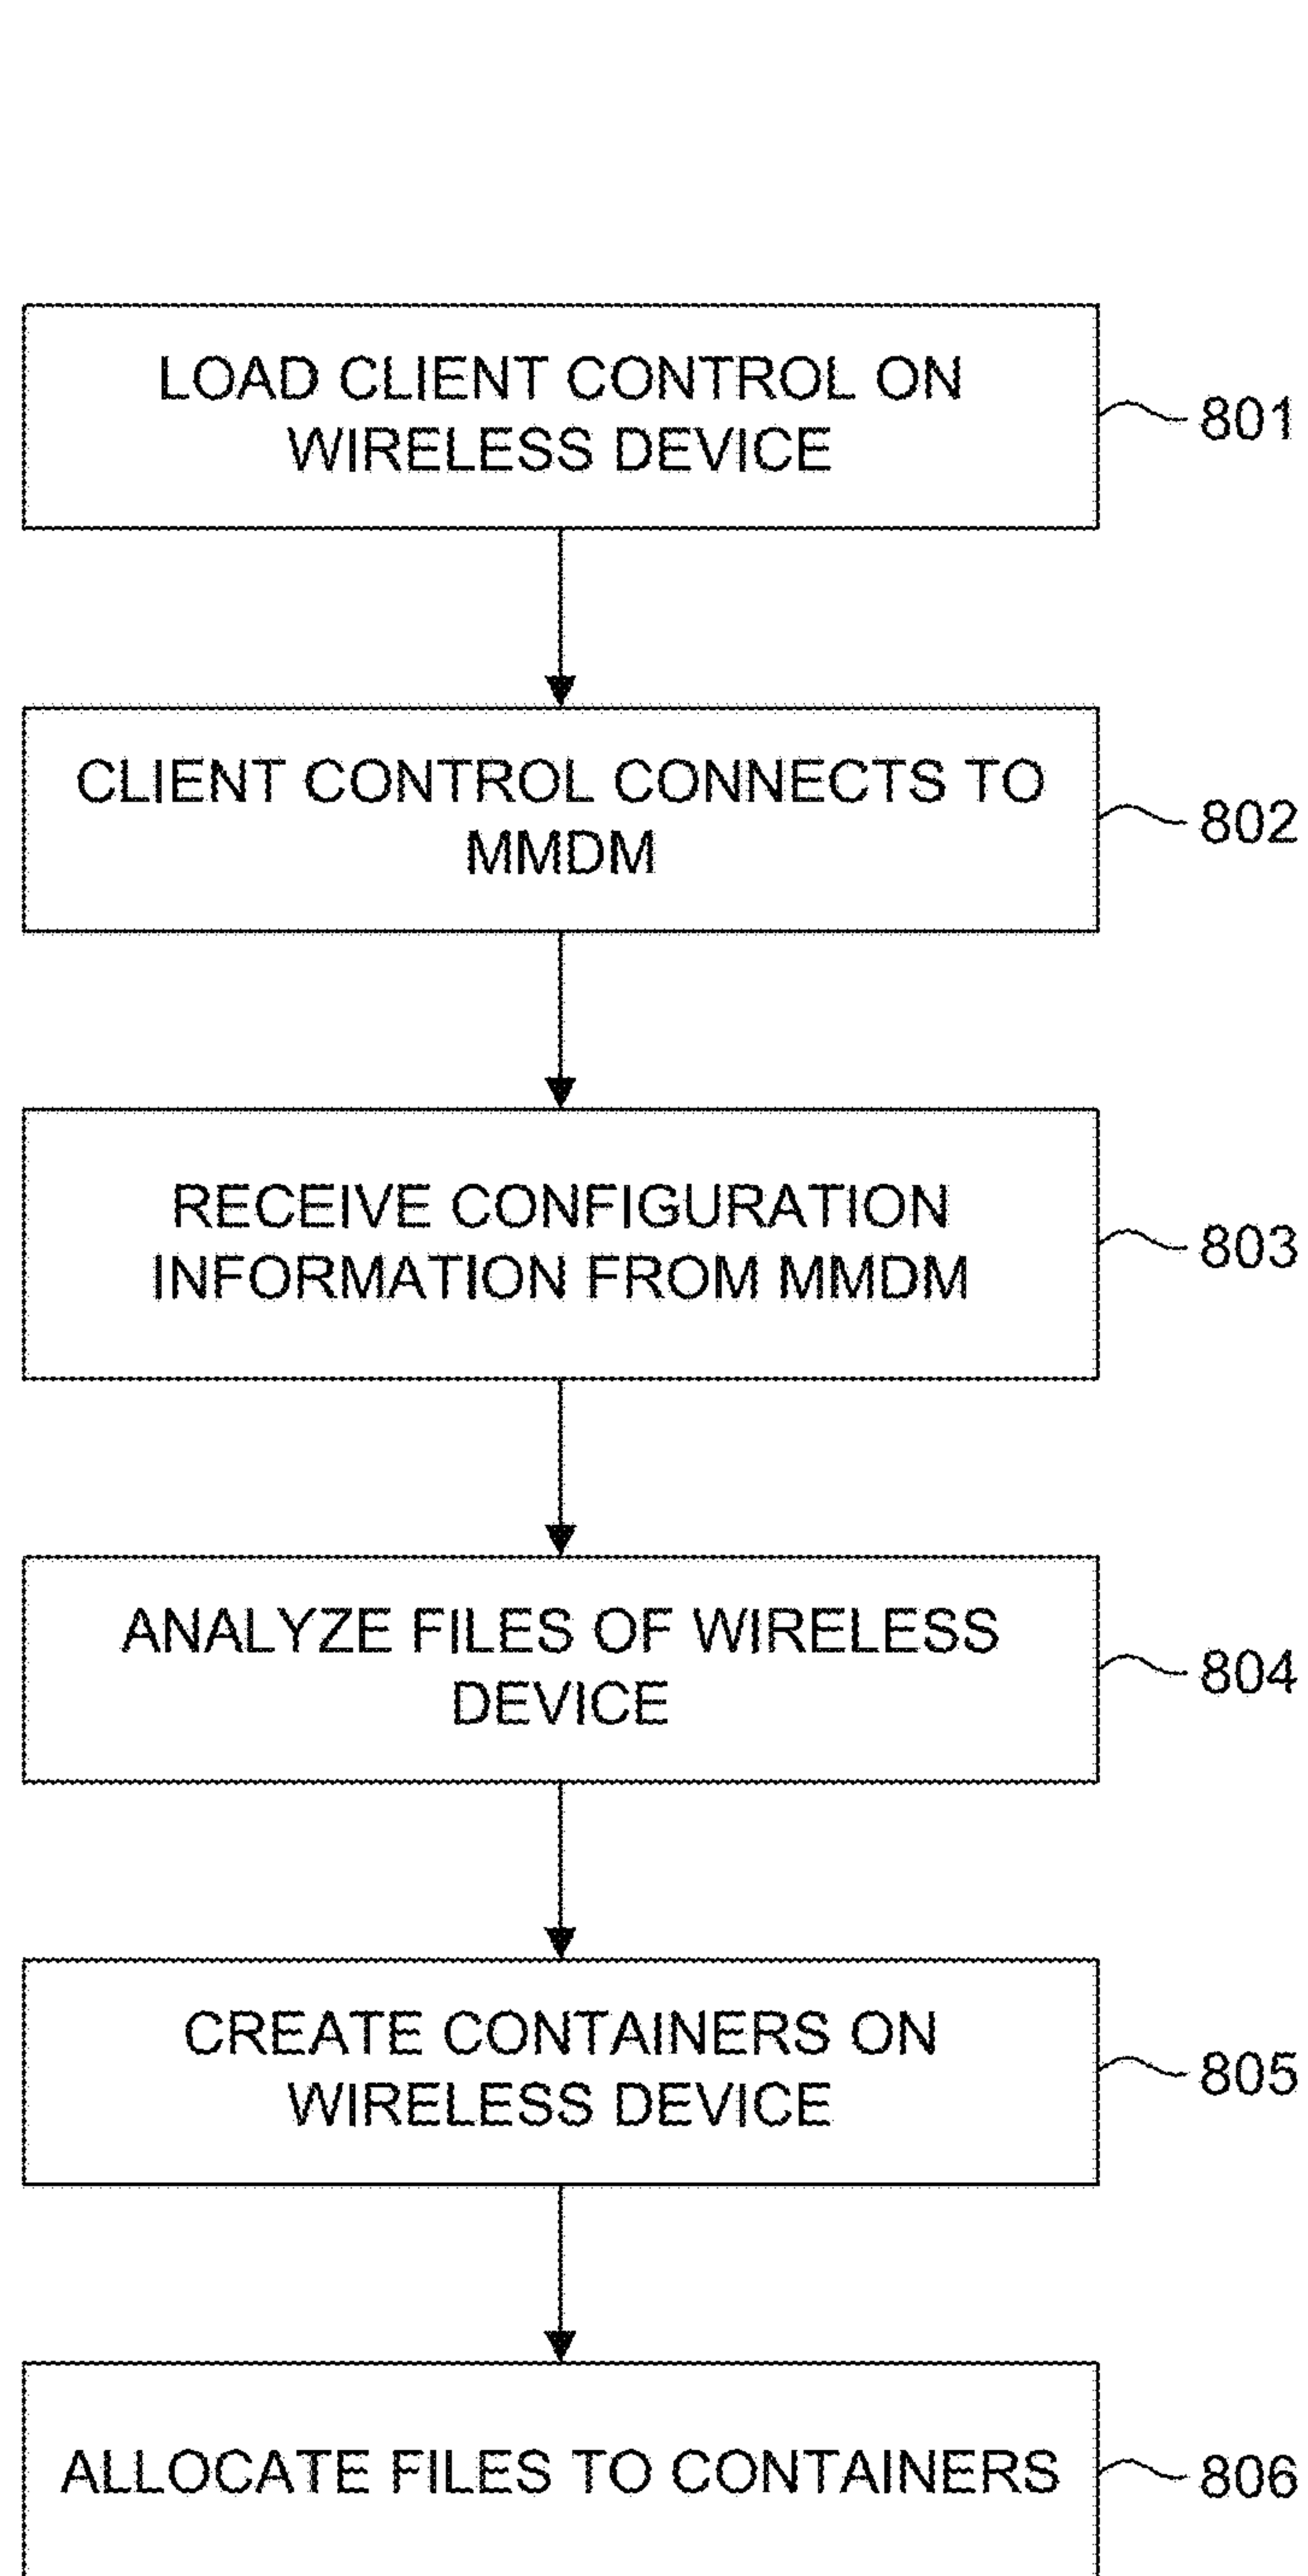 LOAD CLIENT CONTROL ON
WIRELESS DEVICE
801
CLIENT CONTROL CONNECTS TO
MMDM
802
RECEIVE CONFIGURATION
INFORMATION FROM MMDM
803
ANALYZE FILES OF WIRELESS
DEVICE
804
CREATE CONTAINERS ON
WIRELESS DEVICE
805
ALLOCATE FILES TO CONTAINERS
806